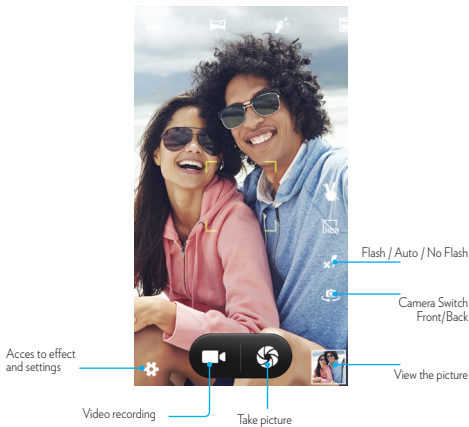 HDR
Flash / Auto / No Flash
Camera Switch
Front/Back
Acces to effect
and settings
View the picture
Video recording
Take picture